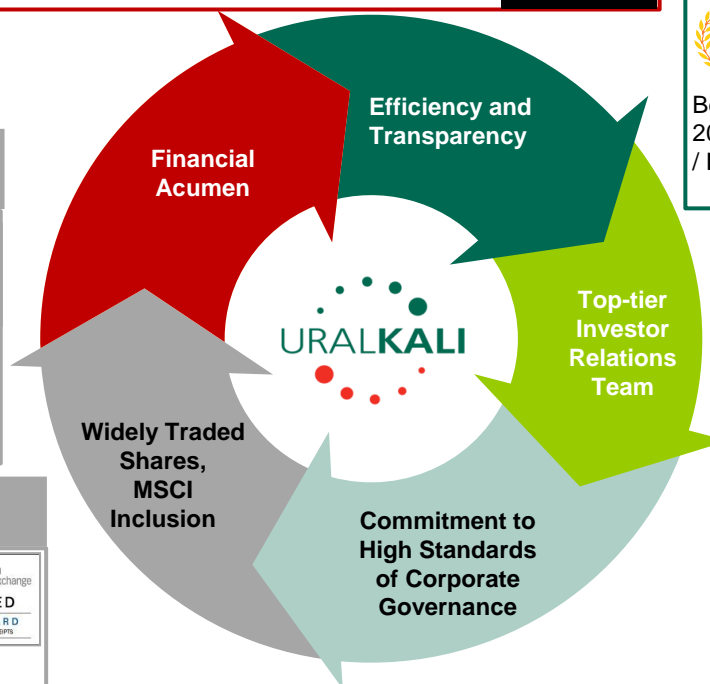 Efficiency and
Transparency
Financial
Acumen
Top-tier
Investor
Relations
Team
URALKALI
Widely Traded
Shares,
MSCI
Inclusion
Commitment to
High Standards
of Corporate
Governance